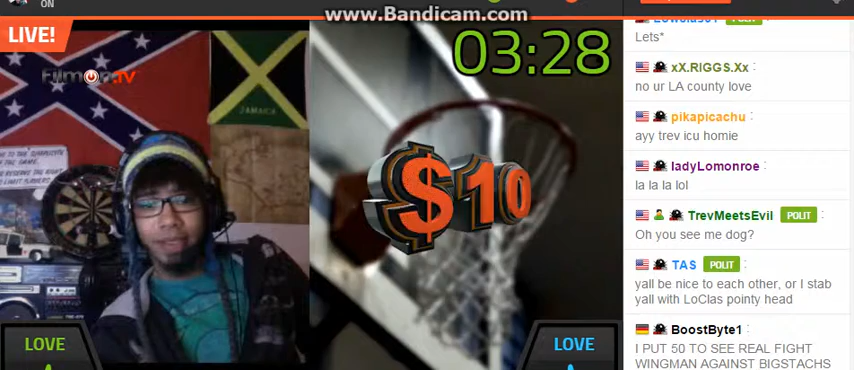 www.Bandicam.com
ON
LIVE!
FilmOn.TV
JAMAICA
03:28
$10
LOVE
LOVE
POLIT
Lets*
xX.RIGGS.Xx :
no ur LA county love
pikapicachu :
ayy trev icu homie
ladyLomonroe :
la la la lol
TrevMeetsEvil POLIT :
Oh you see me dog?
TAS POLIT :
yall be nice to each other, or I stab
yall with LoClas pointy head
BoostByte1 :
I PUT 50 TO SEE REAL FIGHT
WINGMAN AGAINST BIGSTACHS